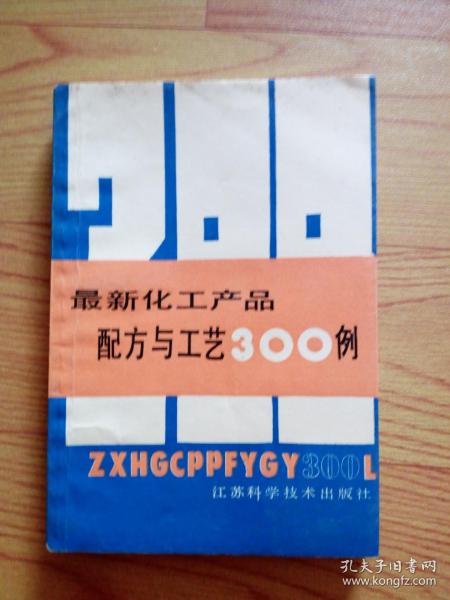 300
最新化工产品
配方与工艺300例
ZXHGCPPFYGY300L
江苏科学技术出版社
孔夫子旧书网
www.kongfz.com